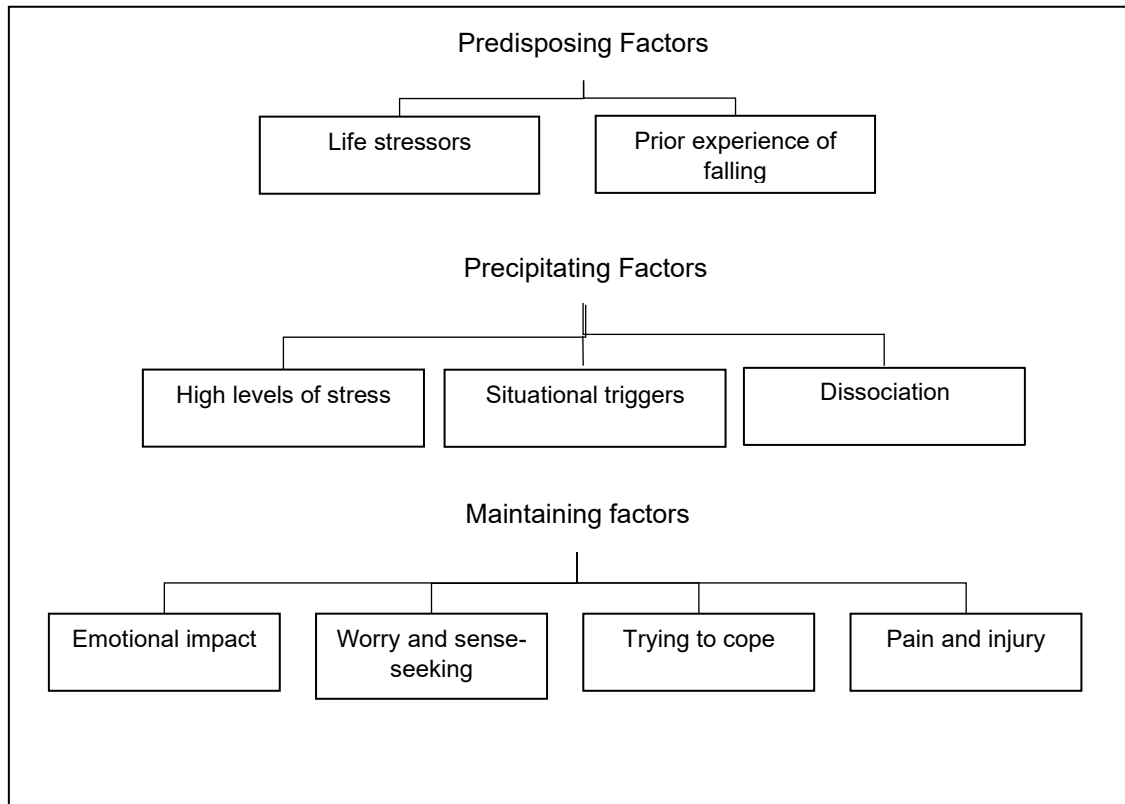 Predisposing Factors
Life stressors
Prior experience of
falling
Precipitating Factors
High levels of stress
Situational triggers
Dissociation
Maintaining factors
Emotional impact
Worry and sense-
seeking
Trying to cope
Pain and injury